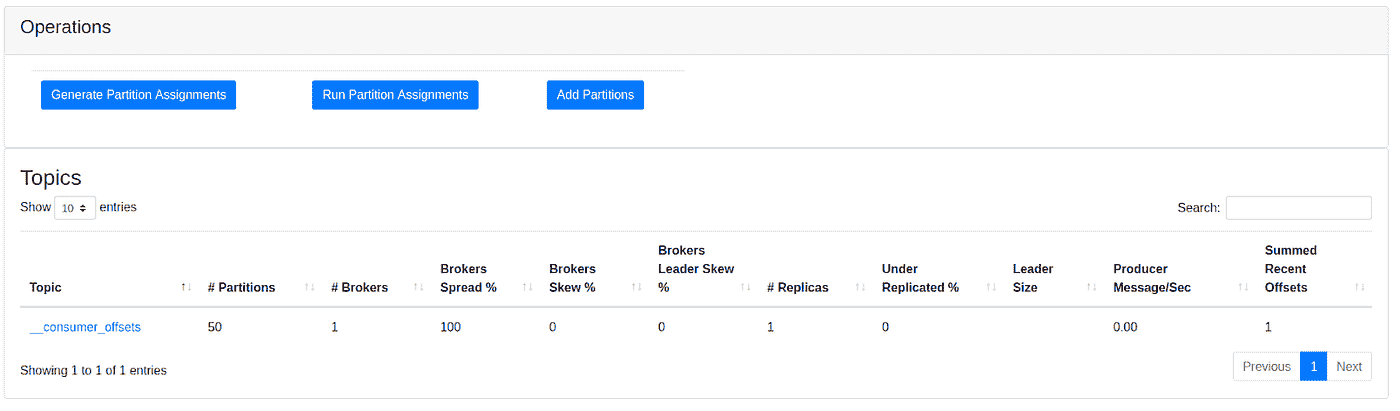 Operations
Generate Partition Assignments Run Partition Assignments Add Partitions
Topics
Show 10 entries Search:
Topic # Partitions # Brokers Brokers Spread % Brokers Skew % Brokers Leader Skew % # Replicas Under Replicated % Leader Size Producer Message/Sec Summed Recent Offsets
__consumer_offsets 50 1 100 0 0 1 0 0.00 1
Showing 1 to 1 of 1 entries Previous 1 Next